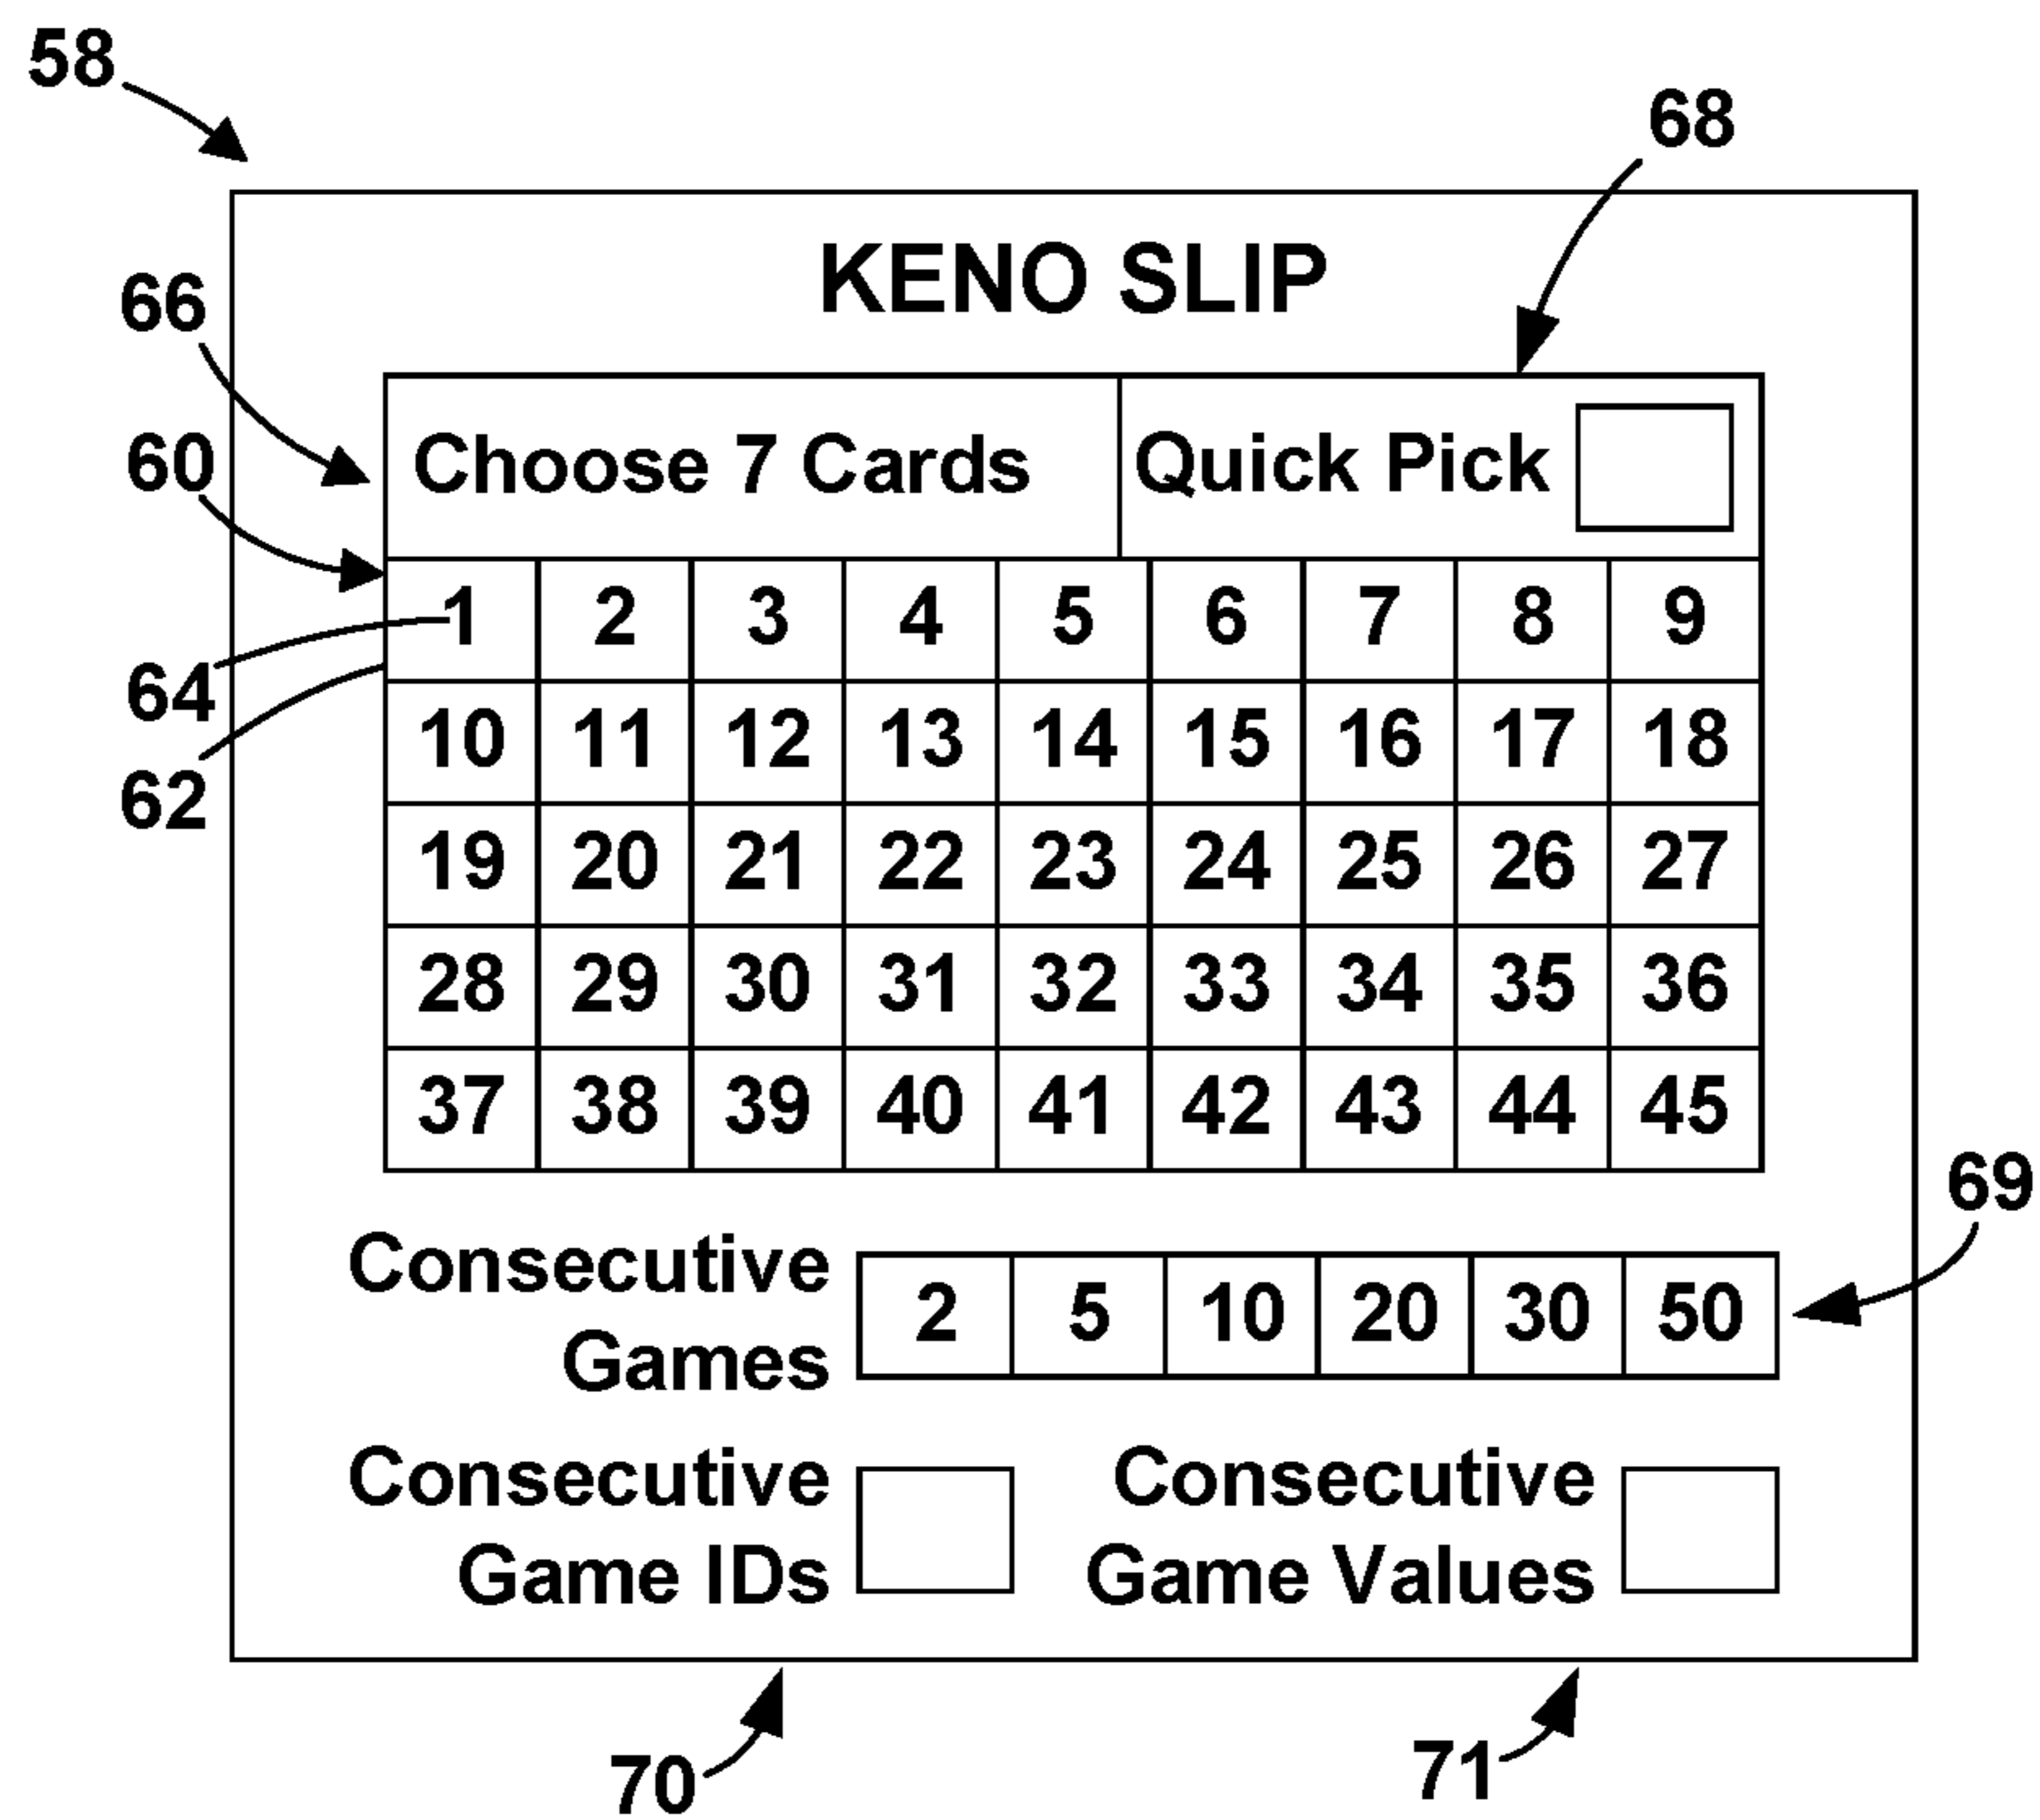 58
68
KENO SLIP
66
60
Choose 7 Cards Quick Pick
1 2 3 4 5 6 7 8 9
64
10 11 12 13 14 15 16 17 18
62
19 20 21 22 23 24 25 26 27
28 29 30 31 32 33 34 35 36
37 38 39 40 41 42 43 44 45
69
Consecutive
Games
2 5 10 20 30 50
Consecutive
Game IDs
Consecutive
Game Values
70
71